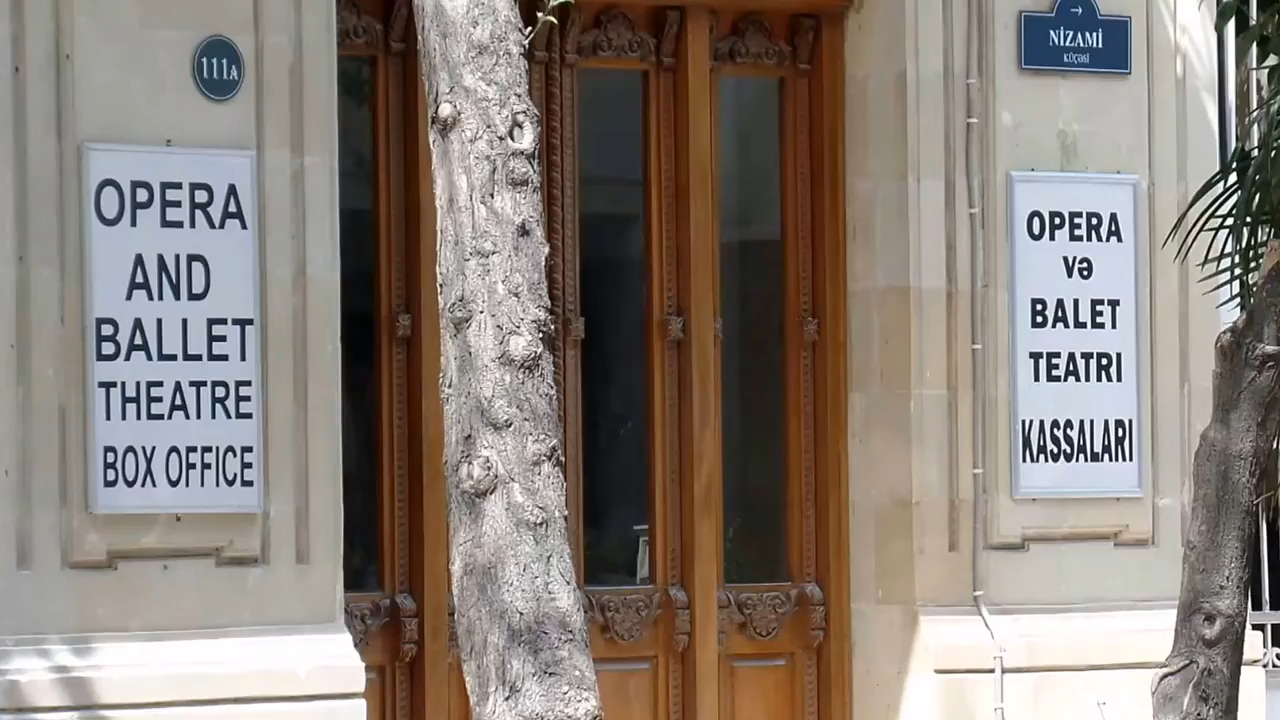 111A
OPERA
AND
BALLET
THEATRE
BOX OFFICE
→
NİZAMİ
KÜÇƏSİ
OPERA
və
BALET
TEATRI
KASSALARI